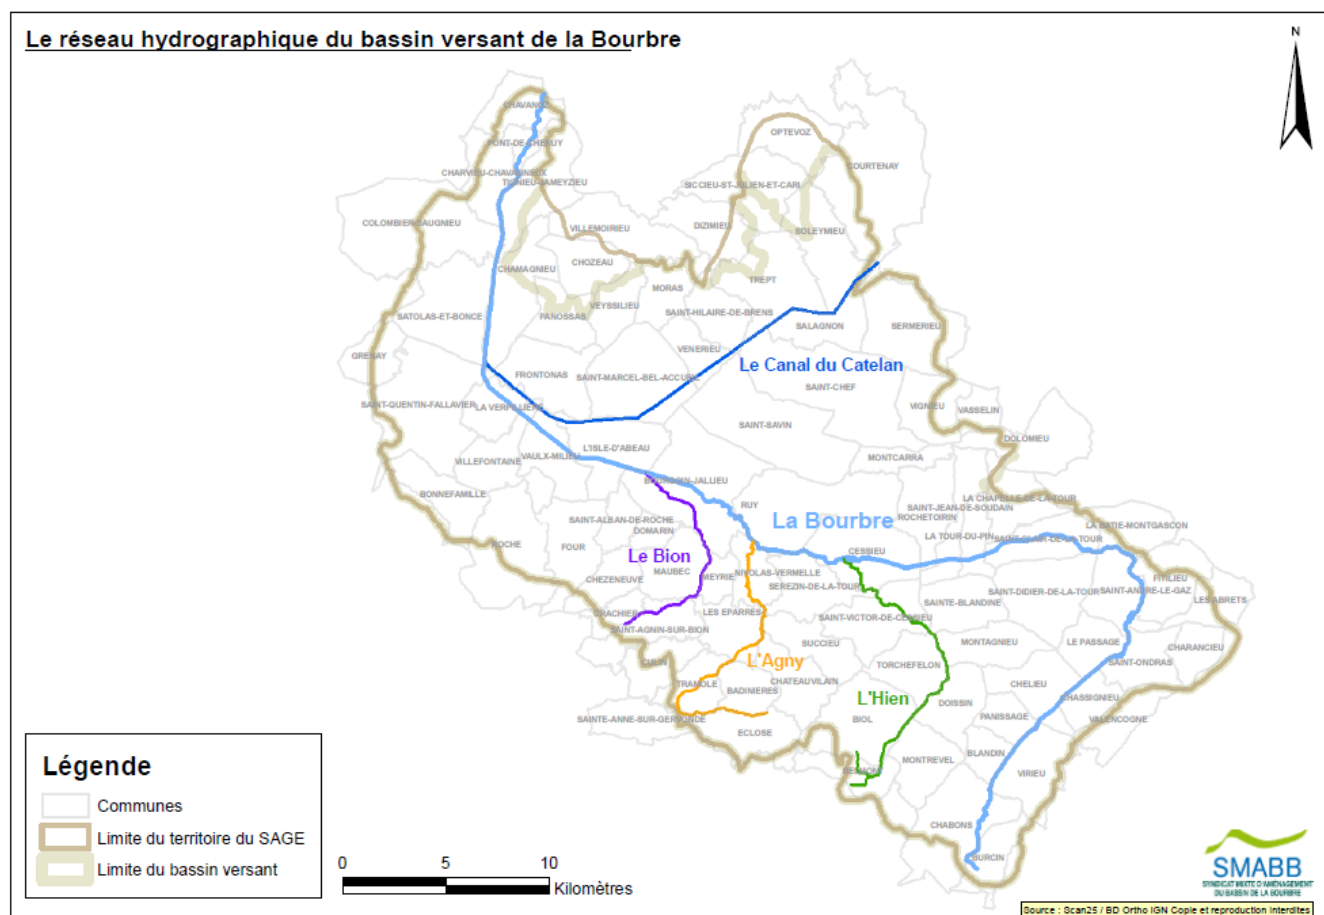 Le réseau hydrographique du bassin versant de la Bourbre
N
CHAVANOZ
OPTEVOZ
PONT-DE-CHERUY
COURTENAY
CHARVIEU-CHAVAGNEUX
TIGNIEU-JAMEYZIEU
SICCIEU-ST-JULIEN-ET-CARI
COLOMBIER-SAUGNIEU
VILLEMOIRIEU
DIZIMIEU
SOLEYMIEU
CHOZEAU
CHAMAGNIEU
MORAS
TREPT
VEYSSILIEU
SATOLAS-ET-BONCE
PANOSSAS
SAINT-HILAIRE-DE-BRENS
SALAGNON
SERMERIEU
GRENAY
VENERIEU
Le Canal du Catelan
FRONTONAS
SAINT-MARCEL-BEL-ACCUEIL
SAINT-CHEF
SAINT-QUENTIN-FALLAVIER
LA VERPILLIERE
VIGNIEU
VASSELIN
SAINT-SAVIN
DOLOMIEU
L'ISLE-D'ABEAU
VILLEFONTAINE
VAULX-MILIEU
MONTCARRA
BOURGOIN-JALLIEU
BONNEFAMILLE
LA CHAPELLE-DE-LA-TOUR
RUY
SAINT-JEAN-DE-SOUDAIN
ROCHETOIRIN
SAINT-ALBAN-DE-ROCHE
DOMARIN
La Bourbre
LA BATIE-MONTGASCON
LA TOUR-DU-PIN
SAINT-CLAIR-DE-LA-TOUR
ROCHE
FOUR
Le Bion
CESSIEU
MAUBEC
MEYRIE
NIVOLAS-VERMELLE
CHEZENEUVE
SEREZIN-DE-LA-TOUR
FITILIEU
SAINT-DIDIER-DE-LA-TOUR
SAINT-ANDRE-LE-GAZ
LES ABRETS
SAINTE-BLANDINE
CRACHIER
LES EPARRES
SAINT-VICTOR-DE-CESSIEU
SAINT-AGNIN-SUR-BION
SUCCIEU
MONTAGNIEU
LE PASSAGE
CHARANCIEU
CULIN
L'Agny
TORCHEFELON
SAINT-ONDRAS
TRAMOLE
BADINIERES
CHATEAUVILAIN
CHELIEU
L'Hien
DOISSIN
CHASSIGNIEU
SAINTE-ANNE-SUR-GERVONDE
BIOL
PANISSAGE
VALENCOGNE
ECLOSE
BLANDIN
MONTREVEL
BELMONT
VIRIEU
CHABONS
BURCIN
Légende
Communes
Limite du territoire du SAGE
Limite du bassin versant
0 5 10
Kilomètres
SMABB
SYNDICAT MIXTE D'AMÉNAGEMENT
DU BASSIN DE LA BOURBRE
Source : Scan25 / BD Ortho IGN Copie et reproduction interdites